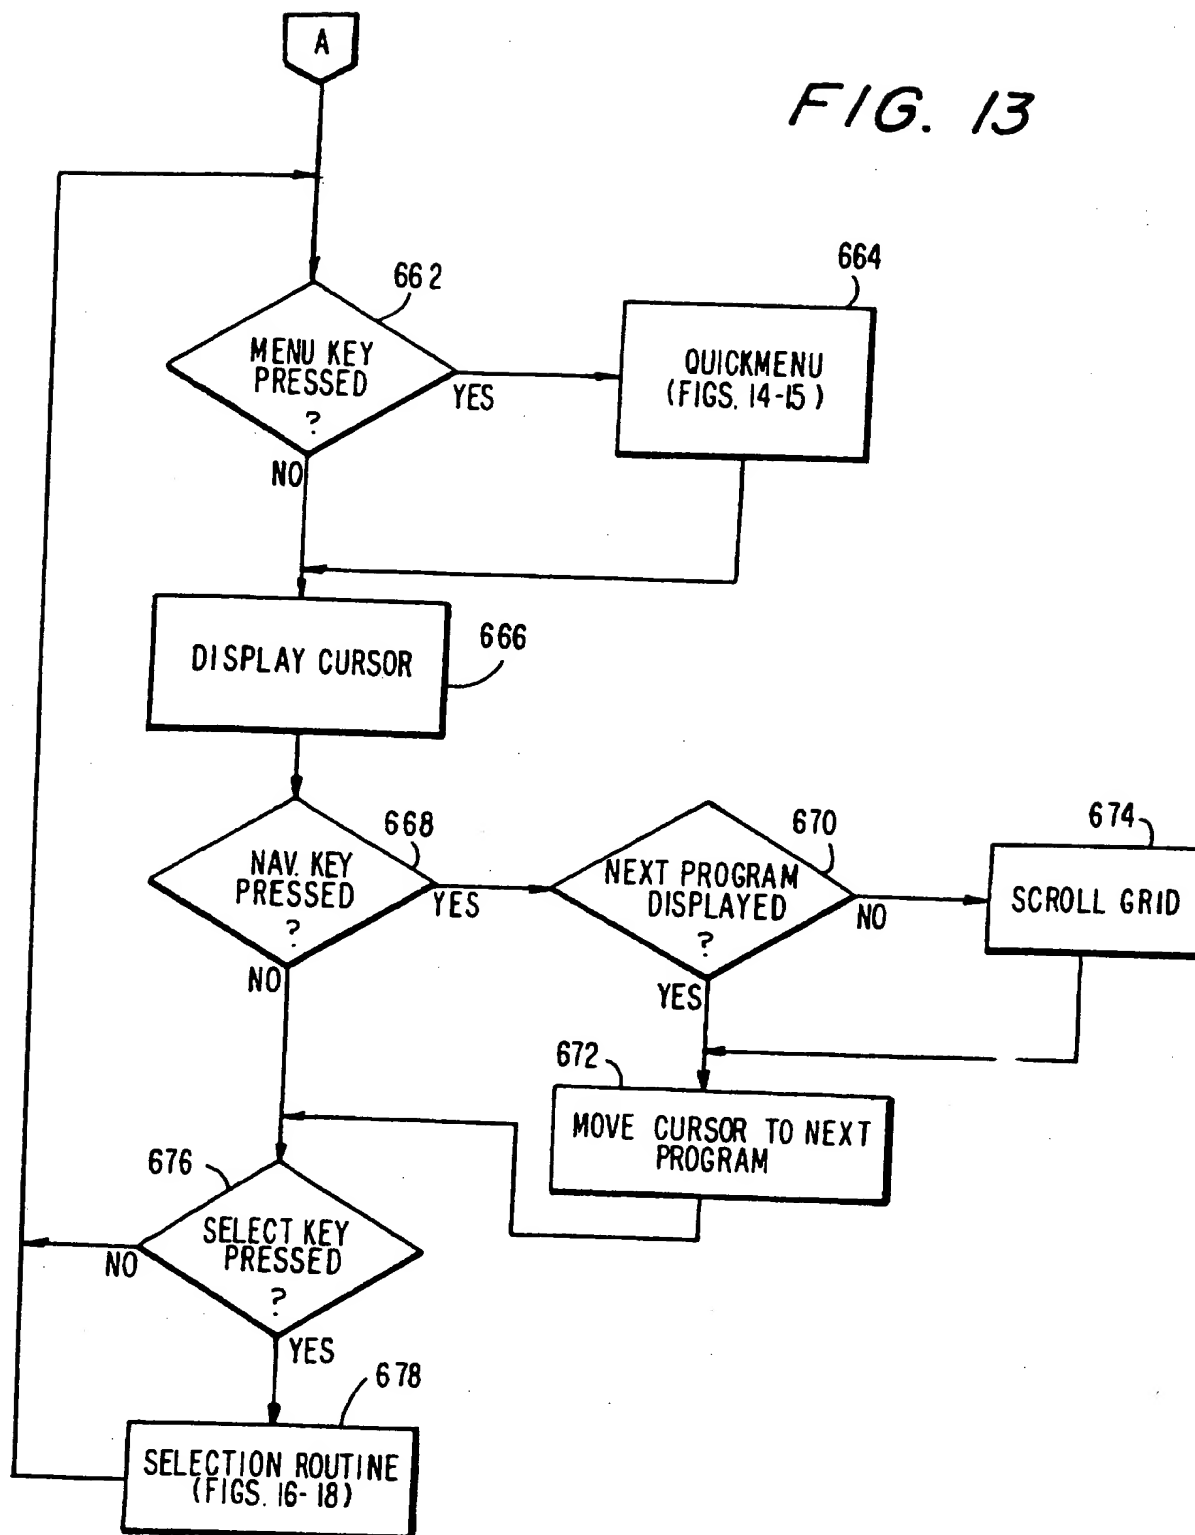 A
FIG. 13
662
664
MENU KEY
PRESSED
?
YES
NO
QUICKMENU
(FIGS. 14-15)
DISPLAY CURSOR
666
668
NAV. KEY
PRESSED
?
YES
NO
670
NEXT PROGRAM
DISPLAYED
?
NO
YES
674
SCROLL GRID
672
MOVE CURSOR TO NEXT
PROGRAM
676
SELECT KEY
PRESSED
?
NO
YES
678
SELECTION ROUTINE
(FIGS. 16-18)